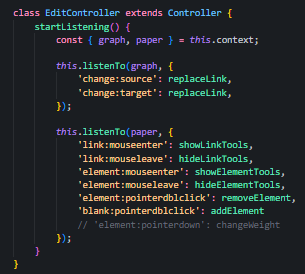 class EditController extends Controller {
startListening() {
const { graph, paper } = this.context;
this.listenTo(graph, {
'change:source': replaceLink,
'change:target': replaceLink,
});
this.listenTo(paper, {
'link:mouseenter': showLinkTools,
'link:mouseleave': hideLinkTools,
'element:mouseenter': showElementTools,
'element:mouseleave': hideElementTools,
'element:pointerdblclick': removeElement,
'blank:pointerdblclick': addElement
// 'element:pointerdown': changeWeight
});
}
}